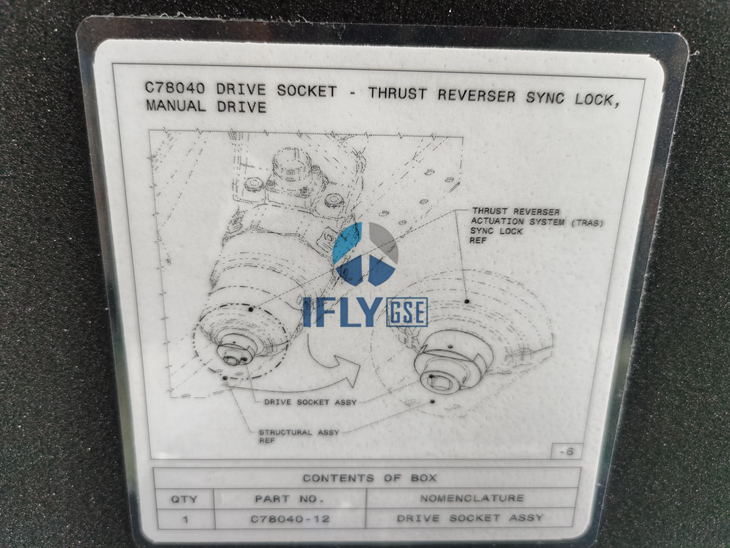 C78040 DRIVE SOCKET - THRUST REVERSER SYNC LOCK,
MANUAL DRIVE
THRUST REVERSER
ACTUATION SYSTEM (TRAS)
SYNC LOCK
REF
IFLY GSE
DRIVE SOCKET ASSY
STRUCTURAL ASSY
REF
-6
CONTENTS OF BOX
QTY PART NO. NOMENCLATURE
1 C78040-12 DRIVE SOCKET ASSY